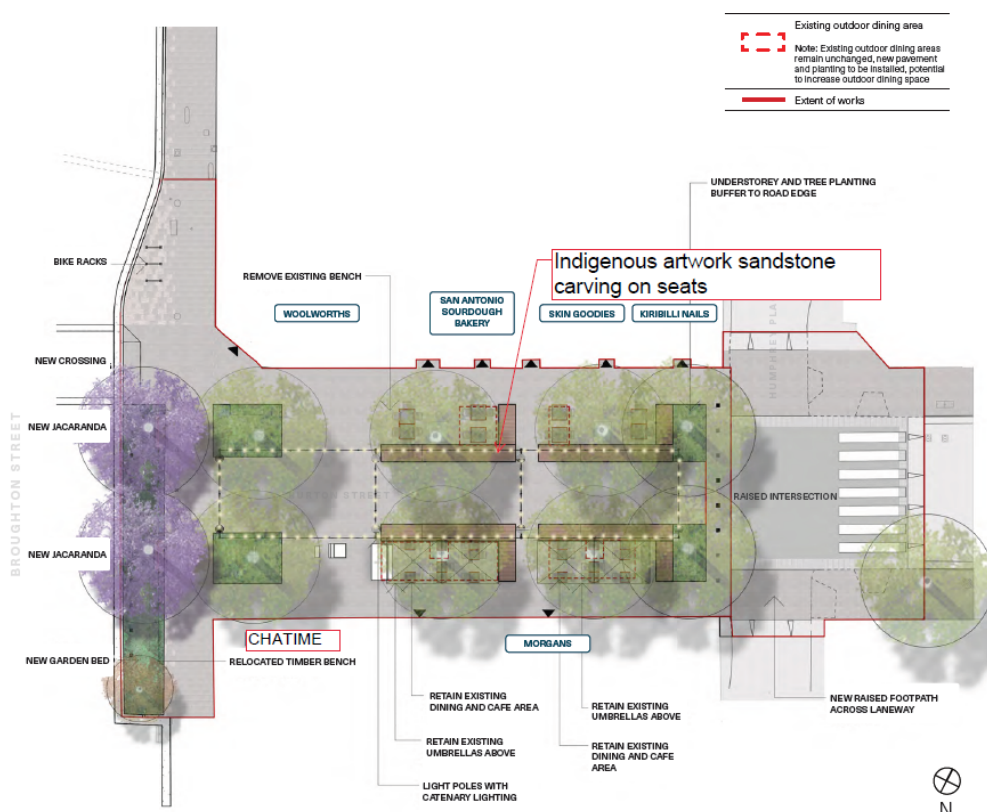 Existing outdoor dining area
Note: Existing outdoor dining areas
remain unchanged, new pavement
and planting to be installed, potential
to increase outdoor dining space
Extent of works
UNDERSTOREY AND TREE PLANTING
BUFFER TO ROAD EDGE
BIKE RACKS
REMOVE EXISTING BENCH
Indigenous artwork sandstone
carving on seats
WOOLWORTHS
SAN ANTONIO
SOURDOUGH
BAKERY
SKIN GOODIES
KIRIBILLI NAILS
HUMPHREY PLA
NEW CROSSING
NEW JACARANDA
BROUGHTON STREET
STREET
RAISED INTERSECTION
NEW JACARANDA
CHATIME
MORGANS
NEW GARDEN BED
RELOCATED TIMBER BENCH
RETAIN EXISTING
DINING AND CAFE AREA
RETAIN EXISTING
UMBRELLAS ABOVE
NEW RAISED FOOTPATH
ACROSS LANEWAY
RETAIN EXISTING
UMBRELLAS ABOVE
RETAIN EXISTING
DINING AND CAFE
AREA
LIGHT POLES WITH
CATENARY LIGHTING
N